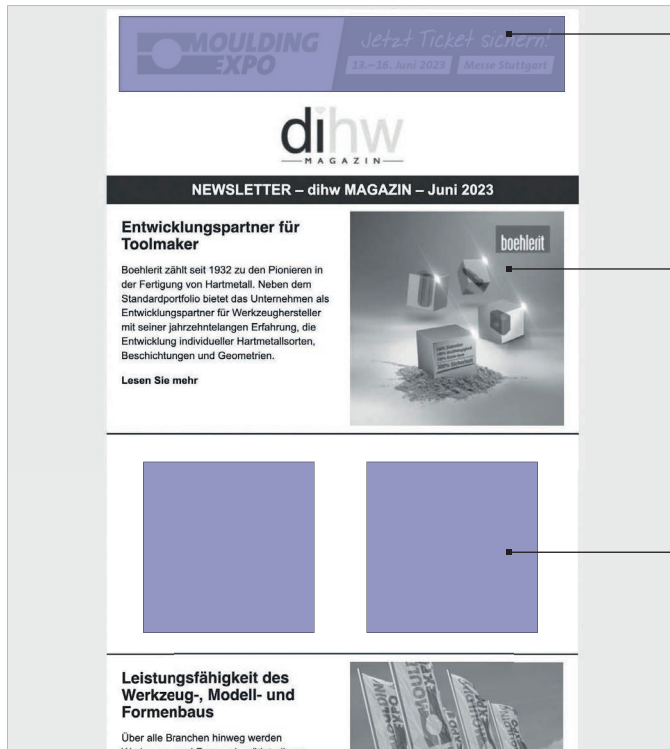 MOULDING
EXPO
Jetzt Ticket sichern!
13.–16. Juni 2023
Messe Stuttgart
dihw
MAGAZIN
NEWSLETTER – dihw MAGAZIN – Juni 2023
Entwicklungspartner für
Toolmaker
Boehlerit zählt seit 1932 zu den Pionieren in
der Fertigung von Hartmetall. Neben dem
Standardportfolio bietet das Unternehmen als
Entwicklungspartner für Werkzeughersteller
mit seiner jahrzehntelangen Erfahrung, die
Entwicklung individueller Hartmetallsorten,
Beschichtungen und Geometrien.
Lesen Sie mehr
boehlerit
300% Sicherheit
Leistungsfähigkeit des
Werkzeug-, Modell- und
Formenbaus
Über alle Branchen hinweg werden